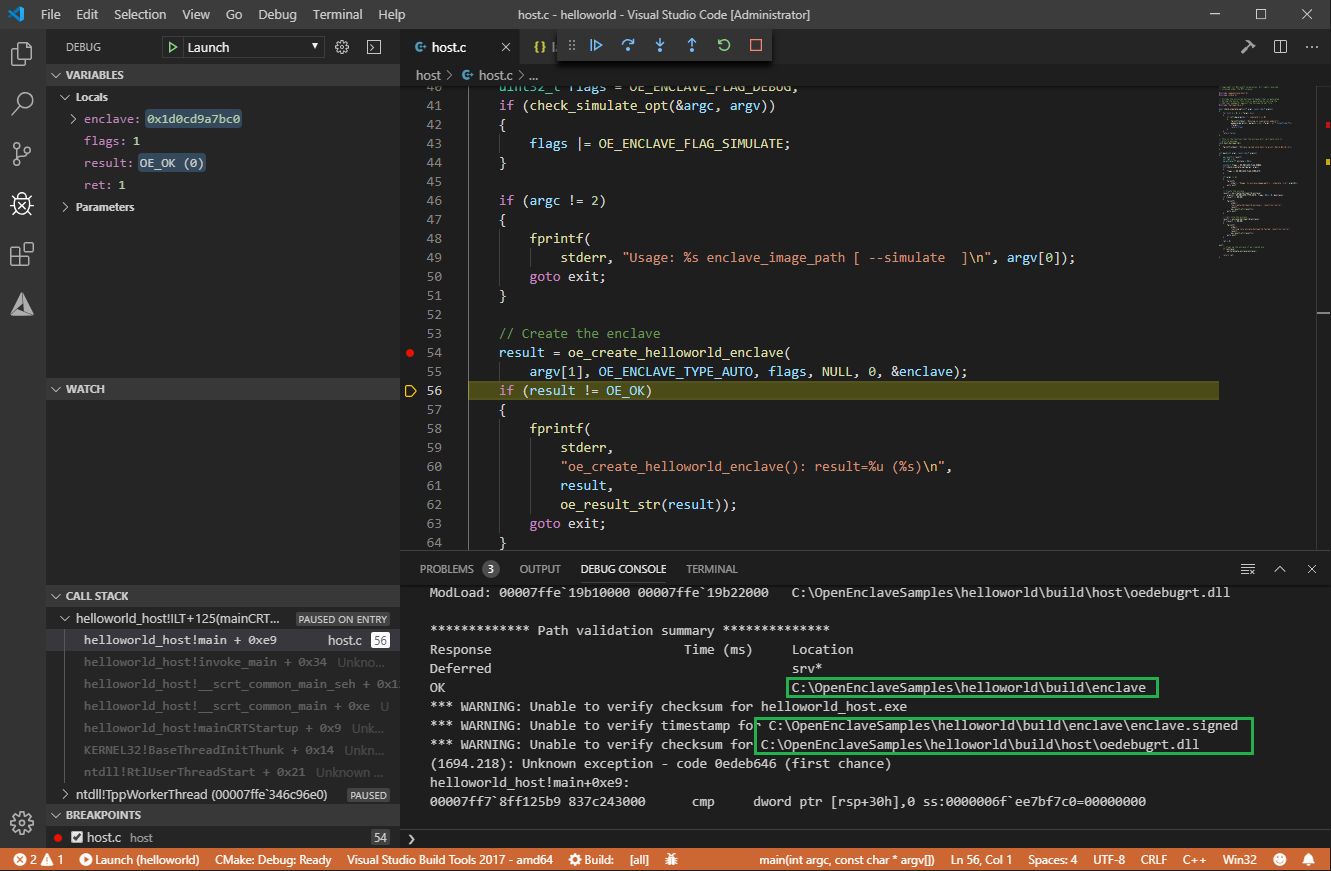 File Edit Selection View Go Debug Terminal Help host.c - helloworld - Visual Studio Code [Administrator]
DEBUG Launch
VARIABLES
Locals
enclave: 0x1d0cd9a7bc0
flags: 1
result: OE_OK (0)
ret: 1
Parameters
WATCH
CALL STACK
helloworld_host!ILT+125(mainCRT... PAUSED ON ENTRY
helloworld_host!main + 0xe9 host.c 56
helloworld_host!invoke_main + 0x34 Unkno...
helloworld_host!__scrt_common_main_seh + 0x1
helloworld_host!__scrt_common_main + 0xe U
helloworld_host!mainCRTStartup + 0x9 Unk...
KERNEL32!BaseThreadInitThunk + 0x14 Unkn...
ntdll!RtlUserThreadStart + 0x21 Unknown ...
ntdll!TppWorkerThread (00007ffe`346c96e0) PAUSED
BREAKPOINTS
host.c host 54
host.c {}
host > host.c > ...
40 uint32_t flags = OE_ENCLAVE_FLAG_DEBUG;
41 if (check_simulate_opt(&argc, argv))
42 {
43 flags |= OE_ENCLAVE_FLAG_SIMULATE;
44 }
45
46 if (argc != 2)
47 {
48 fprintf(
49 stderr, "Usage: %s enclave_image_path [ --simulate  ]\n", argv[0]);
50 goto exit;
51 }
52
53 // Create the enclave
54 result = oe_create_helloworld_enclave(
55 argv[1], OE_ENCLAVE_TYPE_AUTO, flags, NULL, 0, &enclave);
56 if (result != OE_OK)
57 {
58 fprintf(
59 stderr,
60 "oe_create_helloworld_enclave(): result=%u (%s)\n",
61 result,
62 oe_result_str(result));
63 goto exit;
64 }
PROBLEMS 3 OUTPUT DEBUG CONSOLE TERMINAL
ModLoad: 00007ffe`19b10000 00007ffe`19b22000 C:\OpenEnclaveSamples\helloworld\build\host\oedebugrt.dll
************* Path validation summary **************
Response Time (ms) Location
Deferred srv*
OK C:\OpenEnclaveSamples\helloworld\build\enclave
*** WARNING: Unable to verify checksum for helloworld_host.exe
*** WARNING: Unable to verify timestamp for C:\OpenEnclaveSamples\helloworld\build\enclave\enclave.signed
*** WARNING: Unable to verify checksum for C:\OpenEnclaveSamples\helloworld\build\host\oedebugrt.dll
(1694.218): Unknown exception - code 0edeb646 (first chance)
helloworld_host!main+0xe9:
00007ff7`8ff125b9 837c243000 cmp dword ptr [rsp+30h],0 ss:0000006f`ee7bf7c0=00000000
2 1 Launch (helloworld) CMake: Debug: Ready Visual Studio Build Tools 2017 - amd64 Build: [all] main(int argc, const char * argv[]) Ln 56, Col 1 Spaces: 4 UTF-8 CRLF C++ Win32